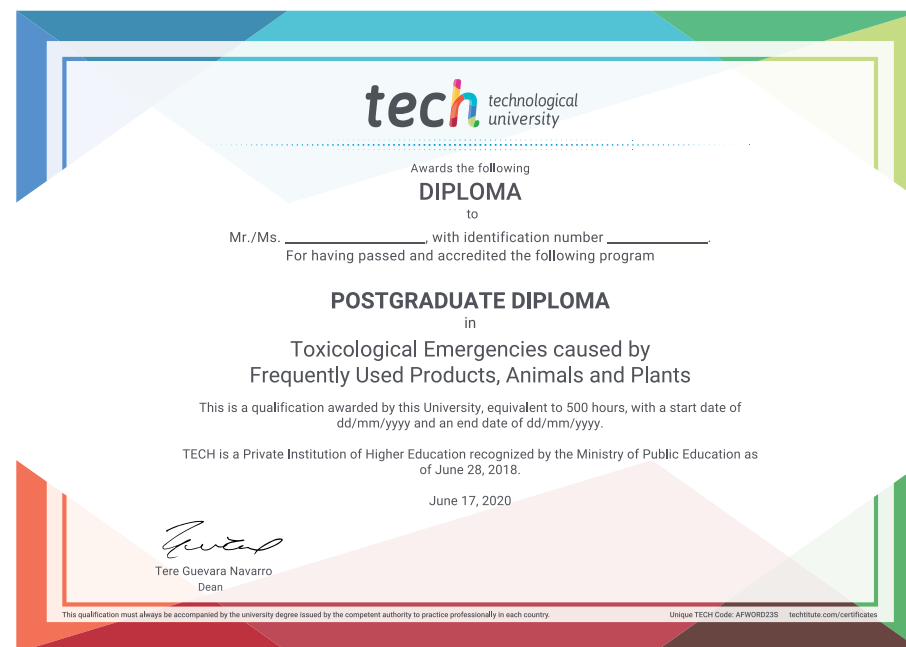 tech technological
university
Awards the following
DIPLOMA
to
Mr./Ms. ____________________, with identification number ______________.
For having passed and accredited the following program
POSTGRADUATE DIPLOMA
in
Toxicological Emergencies caused by
Frequently Used Products, Animals and Plants
This is a qualification awarded by this University, equivalent to 500 hours, with a start date of
dd/mm/yyyy and an end date of dd/mm/yyyy.
TECH is a Private Institution of Higher Education recognized by the Ministry of Public Education as
of June 28, 2018.
June 17, 2020
Tere Guevara Navarro
Dean
This qualification must always be accompanied by the university degree issued by the competent authority to practice professionally in each country.
Unique TECH Code: AFWORD23S techtitute.com/certificates